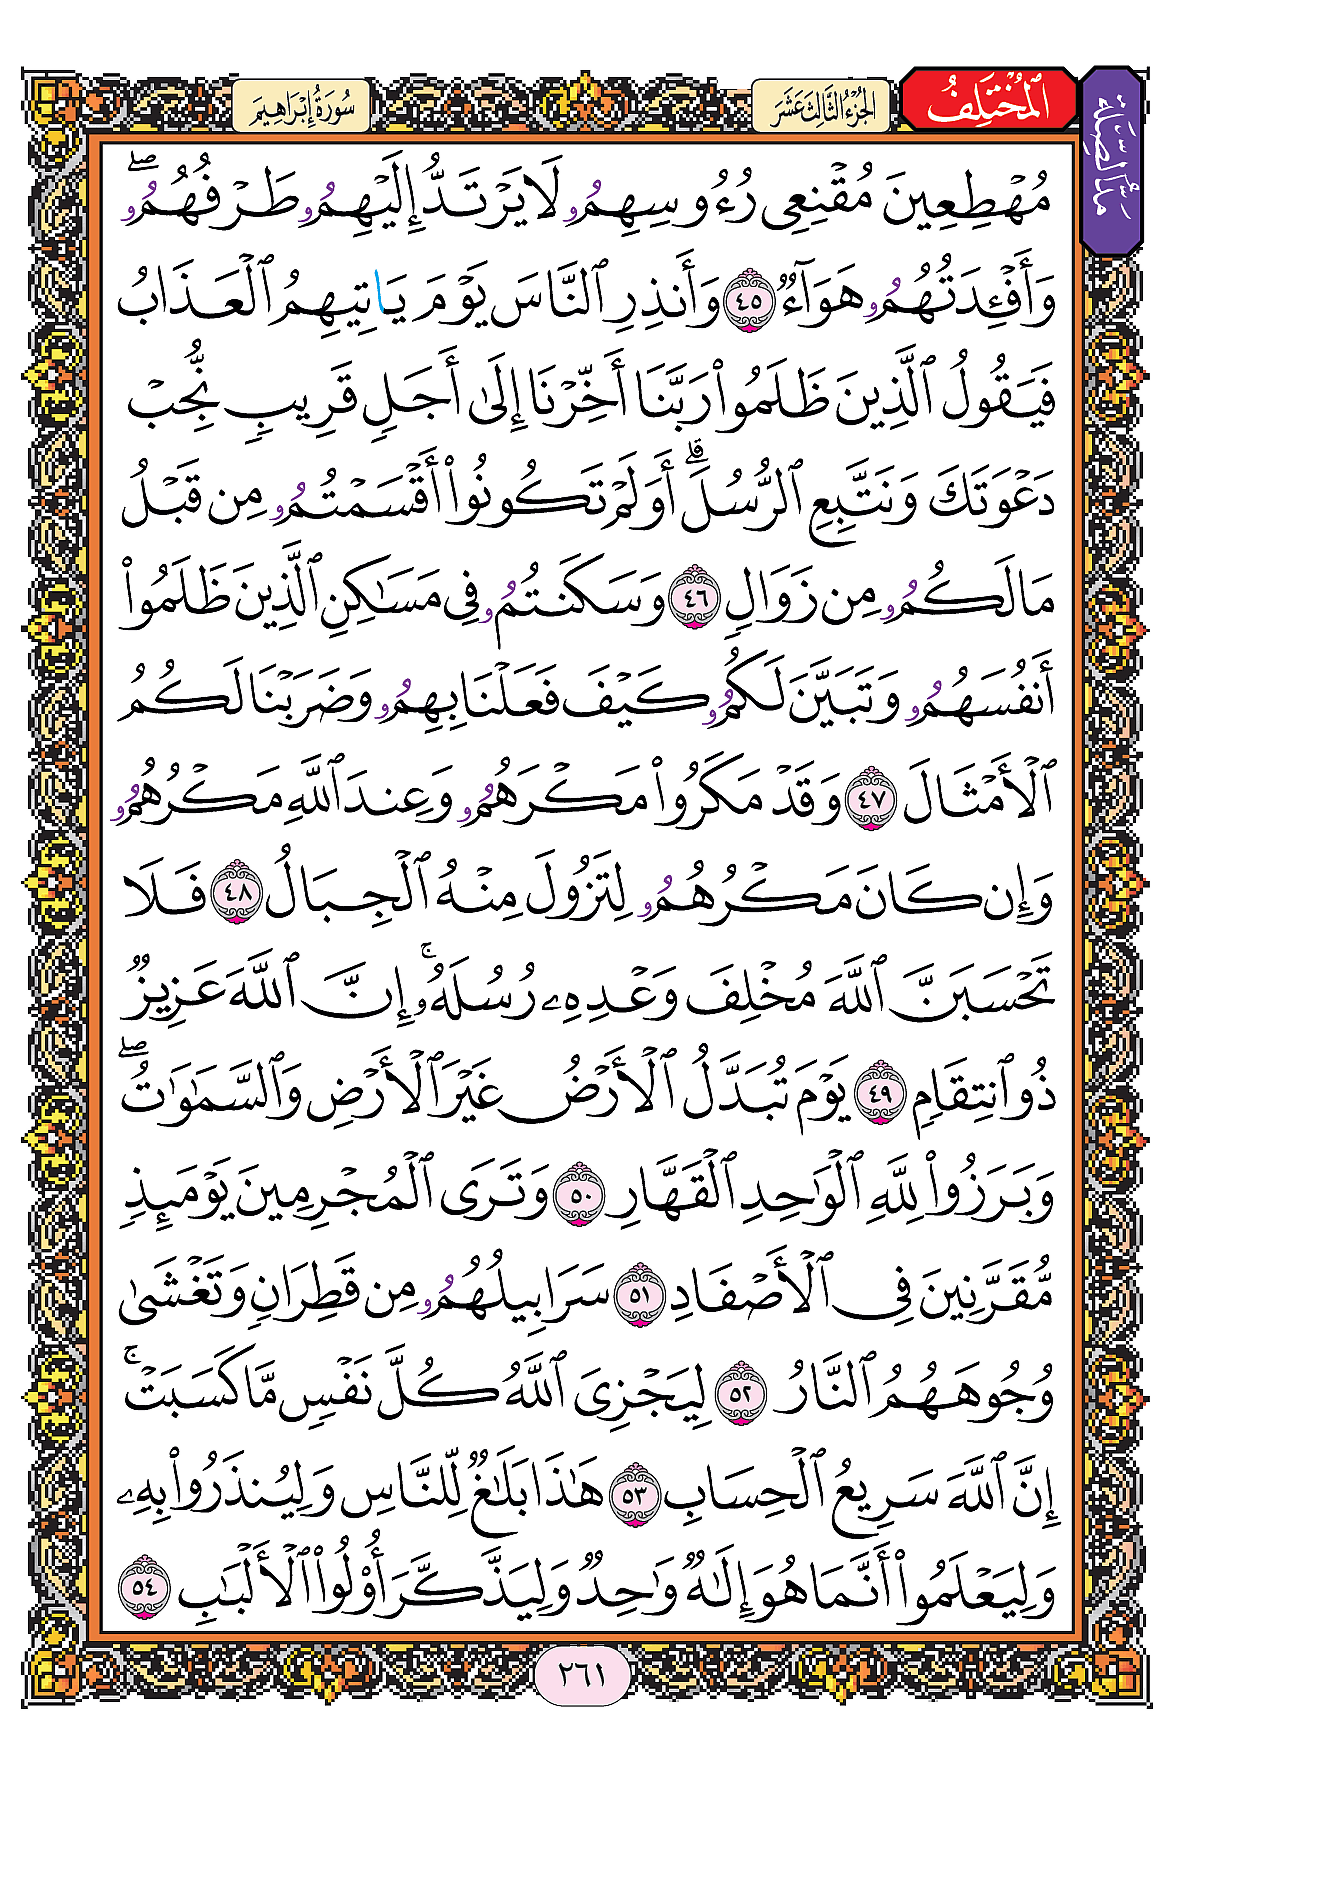 سُورَةُ إِبْرَاهِيمَ
الجُزْءُ الثَّالِثَ عَشَرَ
اَلْمُخْتَلِفُ
مَدُّ الصِّلَةِ
مُهْطِعِينَ مُقْنِعِي رُءُوسِهِمُۥ لَا يَرْتَدُّ إِلَيْهِمُۥ طَرْفُهُمُۥۖ
وَأَفْـِٔدَتُهُمُۥ هَوَآءٌ ٤٥ وَأَنذِرِ ٱلنَّاسَ يَوْمَ يَاتِيهِمُ ٱلْعَذَابُ
فَيَقُولُ ٱلَّذِينَ ظَلَمُوا۟ رَبَّنَا أَخِّرْنَا إِلَىٰ أَجَلٍ قَرِيبٍ نُّجِبْ
دَعْوَتَكَ وَنَتَّبِعِ ٱلرُّسُلَۗ أَوَلَمْ تَكُونُوا۟ أَقْسَمْتُمُۥ مِن قَبْلُ
مَا لَكُمُۥ مِن زَوَالٍ ٤٦ وَسَكَنتُمُۥ فِي مَسَٰكِنِ ٱلَّذِينَ ظَلَمُوا۟
أَنفُسَهُمُۥ وَتَبَيَّنَ لَكُمُۥ كَيْفَ فَعَلْنَا بِهِمُۥ وَضَرَبْنَا لَكُمُ
ٱلْأَمْثَالَ ٤٧ وَقَدْ مَكَرُوا۟ مَكْرَهُمُۥ وَعِندَ ٱللَّهِ مَكْرُهُمُۥ
وَإِن كَانَ مَكْرُهُمُۥ لِتَزُولَ مِنْهُ ٱلْجِبَالُ ٤٨ فَلَا
تَحْسَبَنَّ ٱللَّهَ مُخْلِفَ وَعْدِهِۦ رُسُلَهُۥۚ إِنَّ ٱللَّهَ عَزِيزٌ
ذُو ٱنتِقَامٍ ٤٩ يَوْمَ تُبَدَّلُ ٱلْأَرْضُ غَيْرَ ٱلْأَرْضِ وَٱلسَّمَٰوَٰتُۖ
وَبَرَزُوا۟ لِلَّهِ ٱلْوَٰحِدِ ٱلْقَهَّارِ ٥٠ وَتَرَى ٱلْمُجْرِمِينَ يَوْمَئِذٍ
مُّقَرَّنِينَ فِي ٱلْأَصْفَادِ ٥١ سَرَابِيلُهُمُۥ مِن قَطِرَانٍ وَتَغْشَىٰ
وُجُوهَهُمُ ٱلنَّارُ ٥٢ لِيَجْزِيَ ٱللَّهُ كُلَّ نَفْسٍ مَّا كَسَبَتْۚ
إِنَّ ٱللَّهَ سَرِيعُ ٱلْحِسَابِ ٥٣ هَٰذَا بَلَٰغٌ لِّلنَّاسِ وَلِيُنذَرُوا۟ بِهِۦ
وَلِيَعْلَمُوا۟ أَنَّمَا هُوَ إِلَٰهٌ وَٰحِدٌ وَلِيَذَّكَّرَ أُو۟لُوا۟ ٱلْأَلْبَٰبِ ٥٤
٢٦١